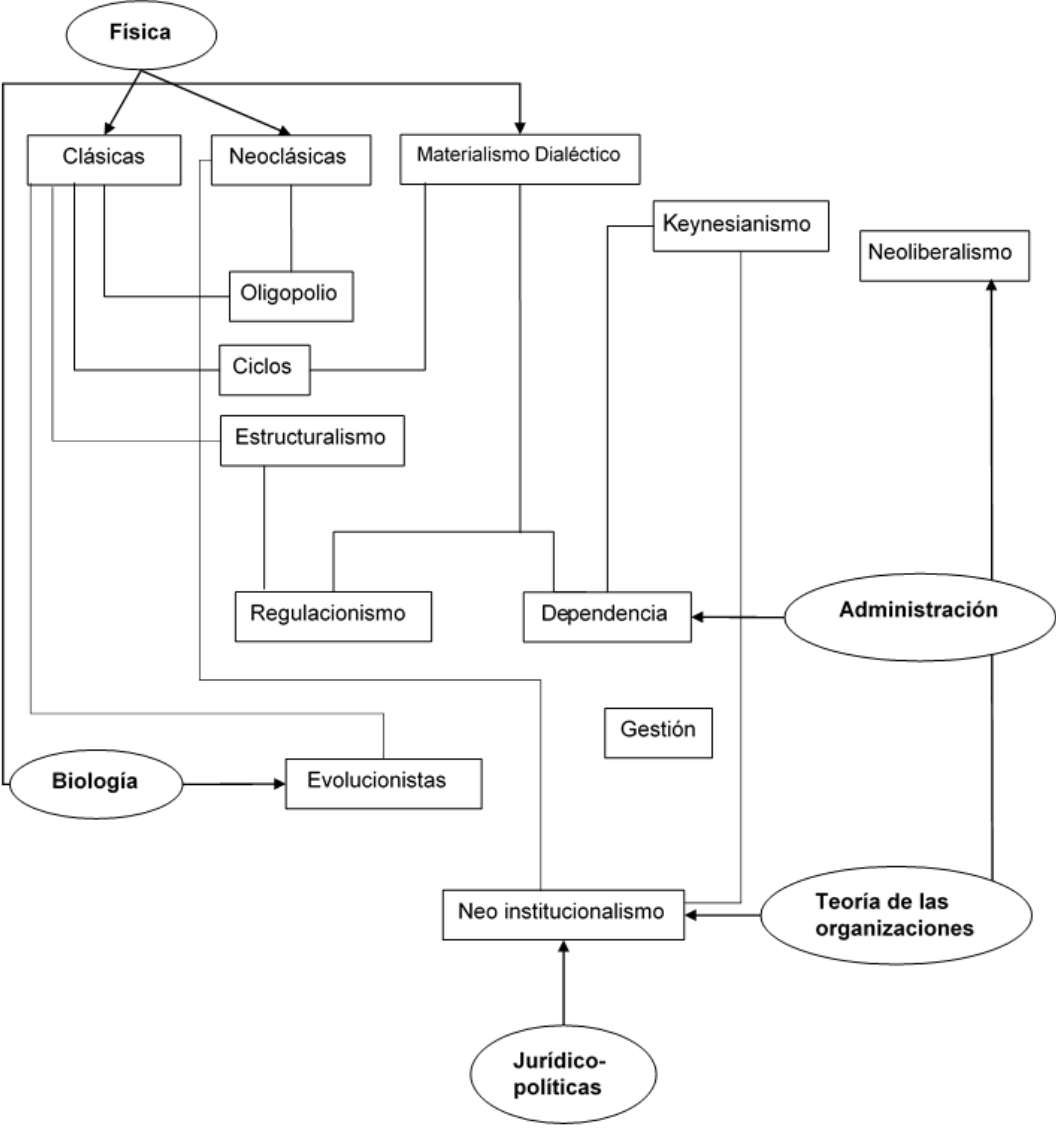 Física
Clásicas
Neoclásicas
Materialismo Dialéctico
Keynesianismo
Neoliberalismo
Oligopolio
Ciclos
Estructuralismo
Regulacionismo
Dependencia
Administración
Gestión
Biología
Evolucionistas
Neo institucionalismo
Teoría de las
organizaciones
Jurídico-
políticas